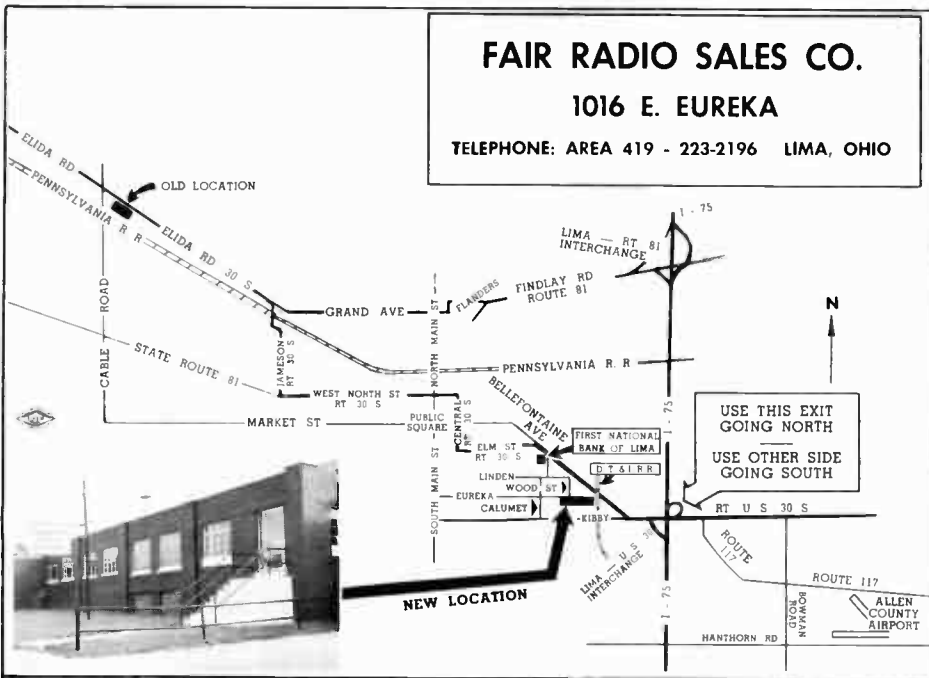 FAIR RADIO SALES CO.
1016 E. EUREKA
TELEPHONE: AREA 419 - 223-2196 LIMA, OHIO
ELIDA RD
PENNSYLVANIA R. R
OLD LOCATION
ELIDA RD 30 S
CABLE ROAD
STATE ROUTE 81
JAMESON
RT 30 S
GRAND AVE
NORTH MAIN ST
FLANDERS
FINDLAY RD
ROUTE 81
LIMA — RT 81
INTERCHANGE
I - 75
N
PENNSYLVANIA R. R
WEST NORTH ST
RT 30 S
MARKET ST
PUBLIC
SQUARE
CENTRAL
RT 30 S
BELLEFONTAINE
AVE
I - 75
USE THIS EXIT
GOING NORTH
USE OTHER SIDE
GOING SOUTH
FIRST NATIONAL
BANK OF LIMA
ELM ST
RT 30 S
D T & I R R
LINDEN
WOOD ST
EUREKA
CALUMET
SOUTH MAIN ST
KIBBY
RT U S 30 S
LIMA — U S 30
INTERCHANGE
ROUTE
117
ROUTE 117
NEW LOCATION
I - 75
BOWMAN
ROAD
ALLEN
COUNTY
AIRPORT
HANTHORN RD